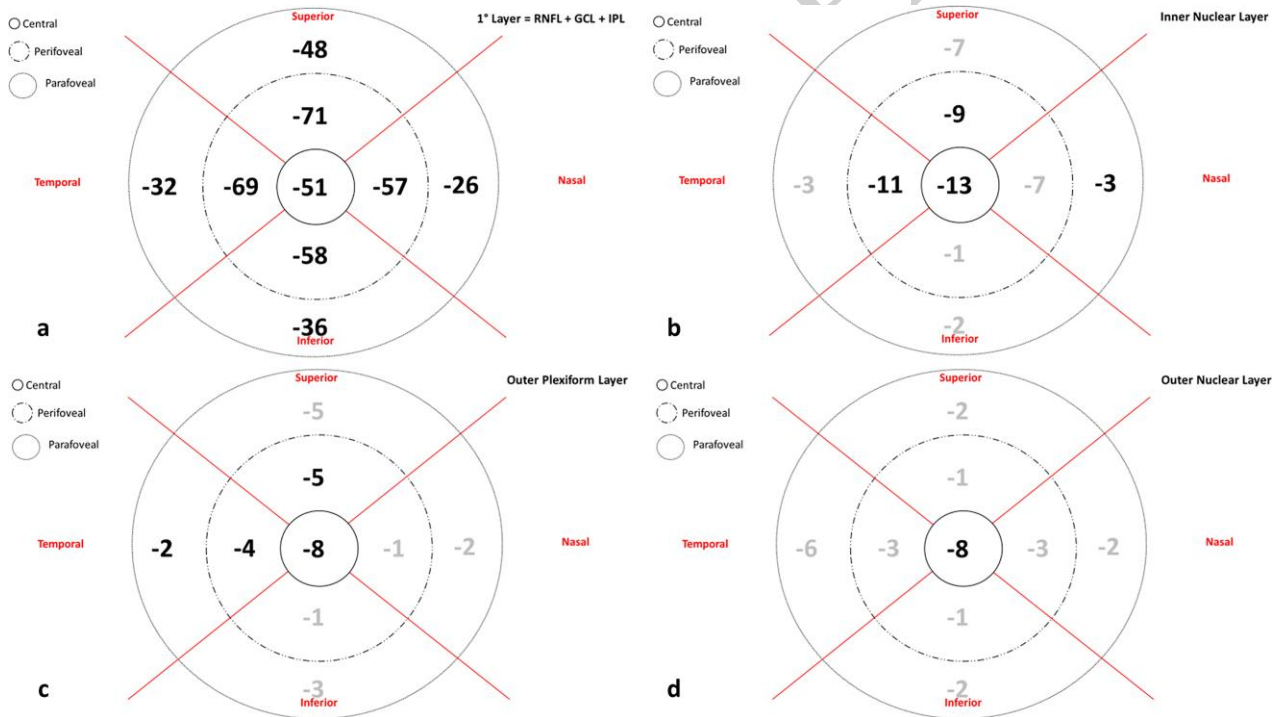 Superior
1° Layer = RNFL + GCL + IPL
Central
Perifoveal
Parafoveal
-48
-71
Temporal
-32 -69 -51 -57 -26
Nasal
-58
-36
Inferior
a
Superior
Inner Nuclear Layer
Central
Perifoveal
Parafoveal
-7
-9
Temporal
-3 -11 -13 -7 -3
Nasal
-1
-2
Inferior
b
Superior
Outer Plexiform Layer
Central
Perifoveal
Parafoveal
-5
-5
Temporal
-2 -4 -8 -1 -2
Nasal
-1
-3
Inferior
c
Superior
Outer Nuclear Layer
Central
Perifoveal
Parafoveal
-2
-1
Temporal
-6 -3 -8 -3 -2
Nasal
-1
-2
Inferior
d